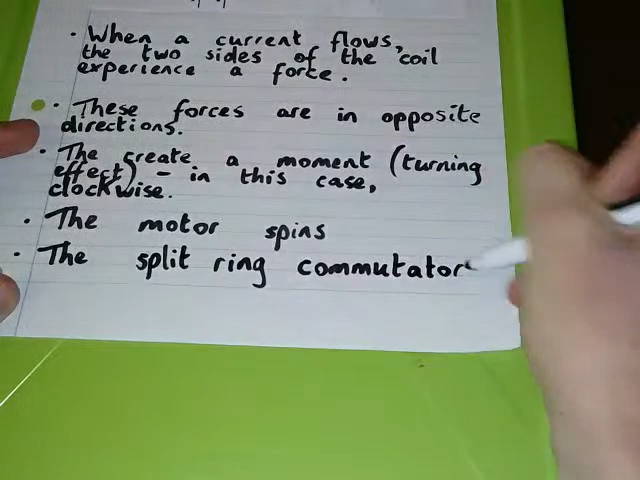 • When a current flows,
the two sides of the coil
experience a force.
• These forces are in opposite
directions.
• The create a moment (turning
effect) - in this case,
clockwise.
• The motor spins
• The split ring commutator